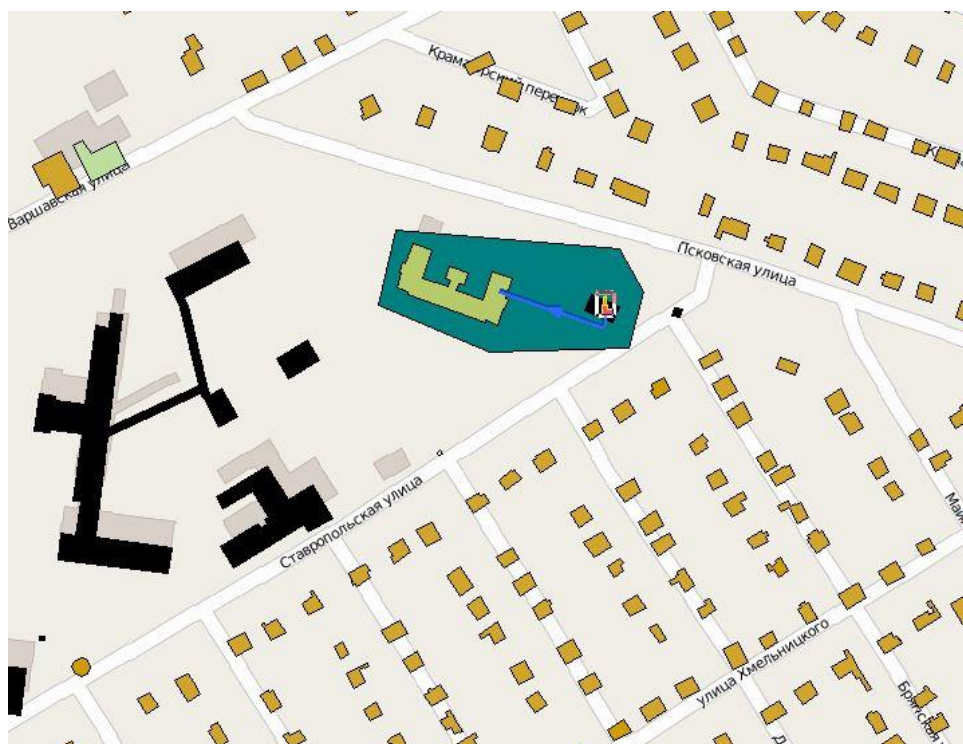 Краматорский переулок
Варшавская улица
Псковская улица
Ставропольская улица
улица Хмельницкого